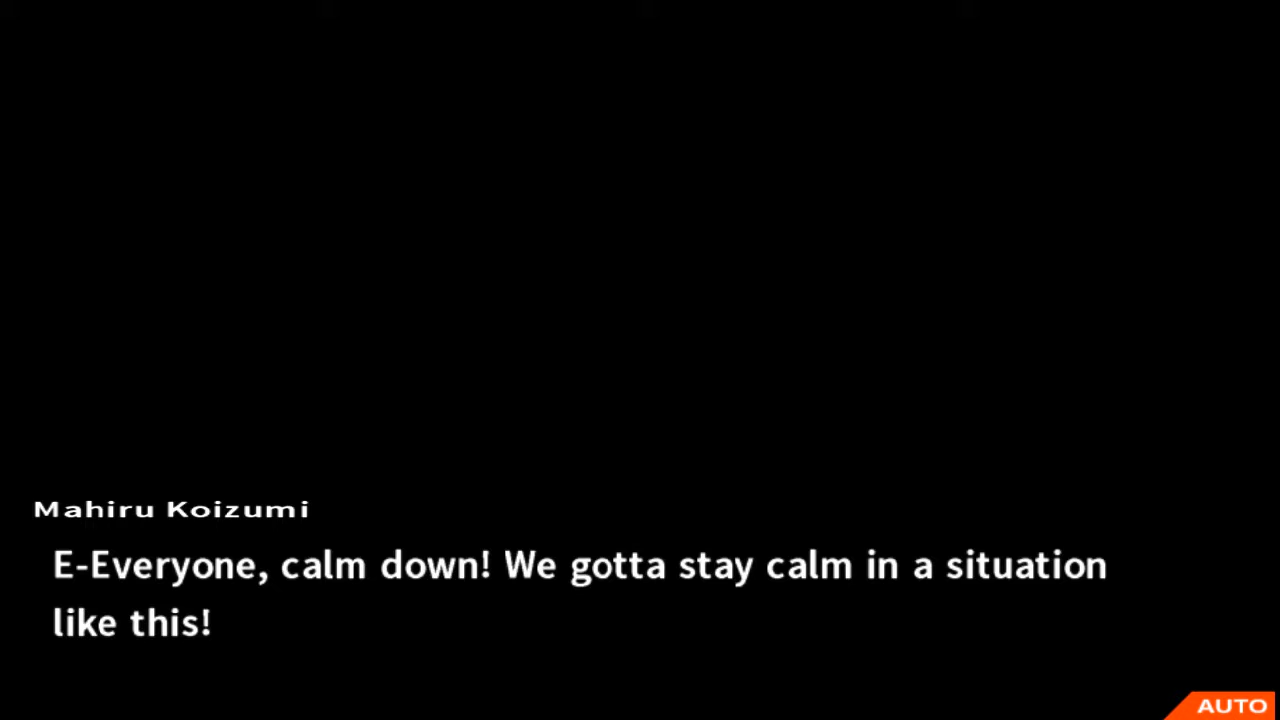 Mahiru Koizumi
E-Everyone, calm down! We gotta stay calm in a situation
like this!
AUTO